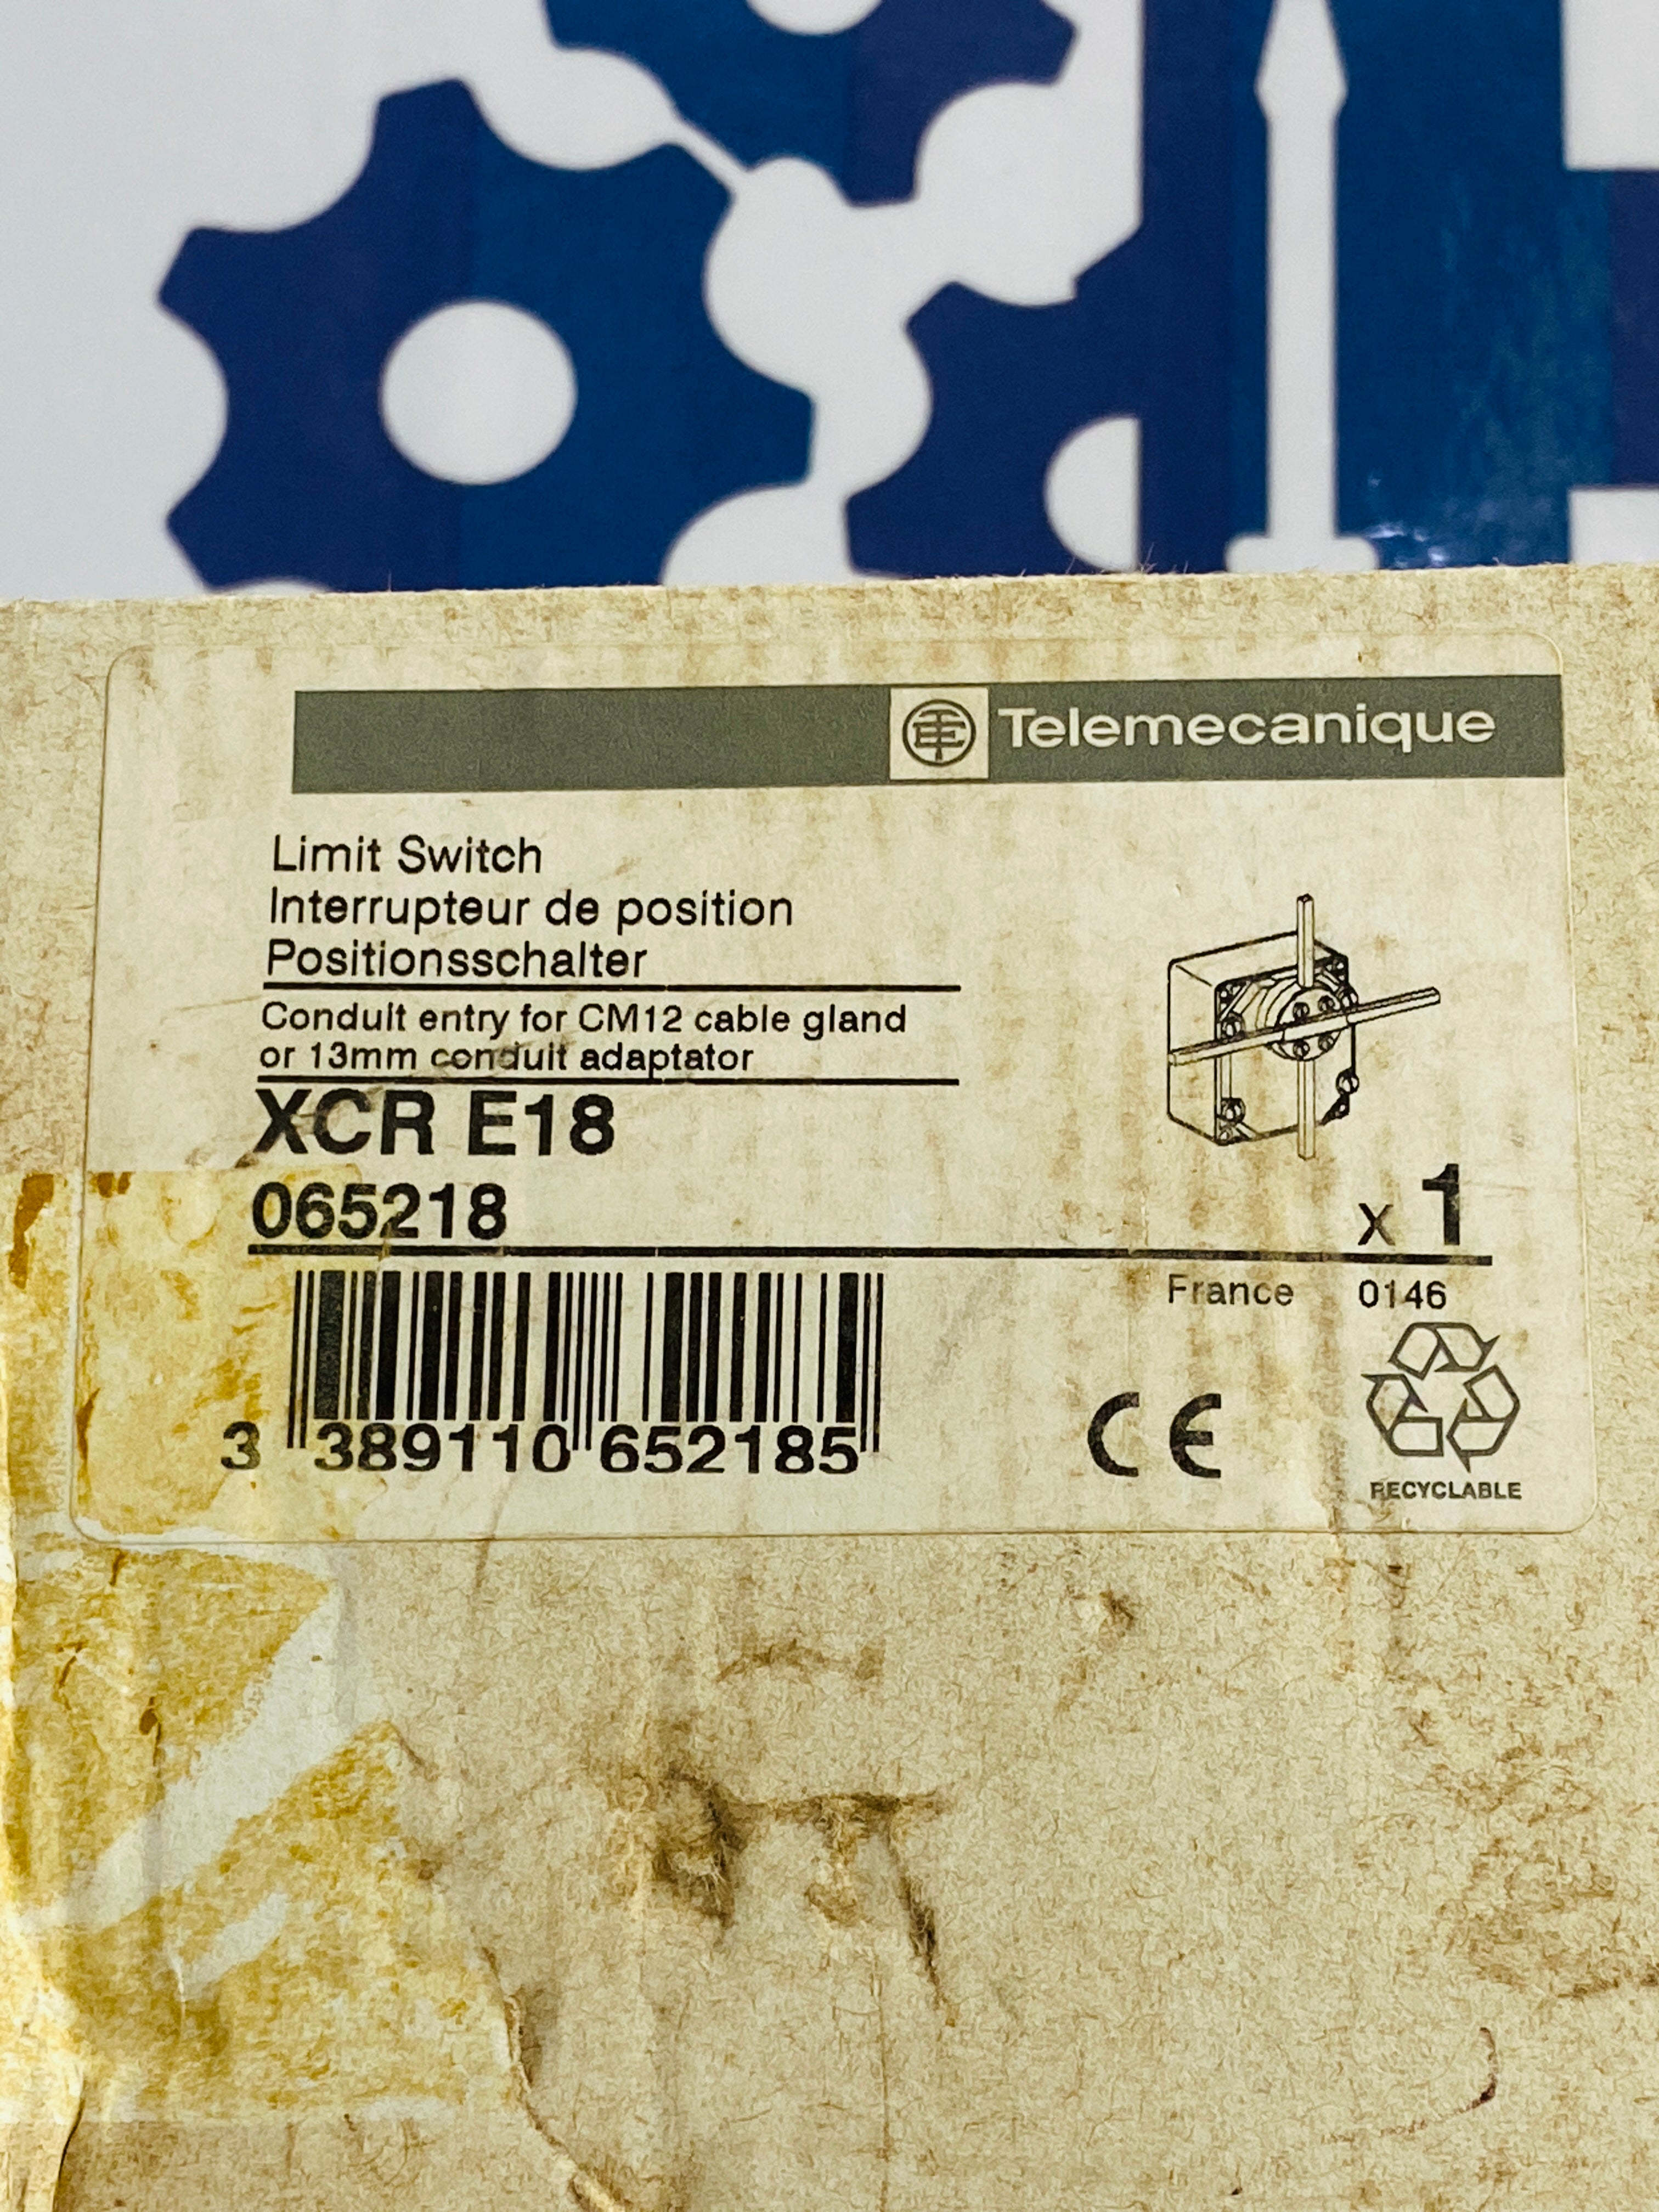 Telemecanique
Limit Switch
Interrupteur de position
Positionsschalter
Conduit entry for CM12 cable gland
or 13mm conduit adaptator
XCR E18
065218
x 1
France 0146
3 389110 652185
CE
RECYCLABLE